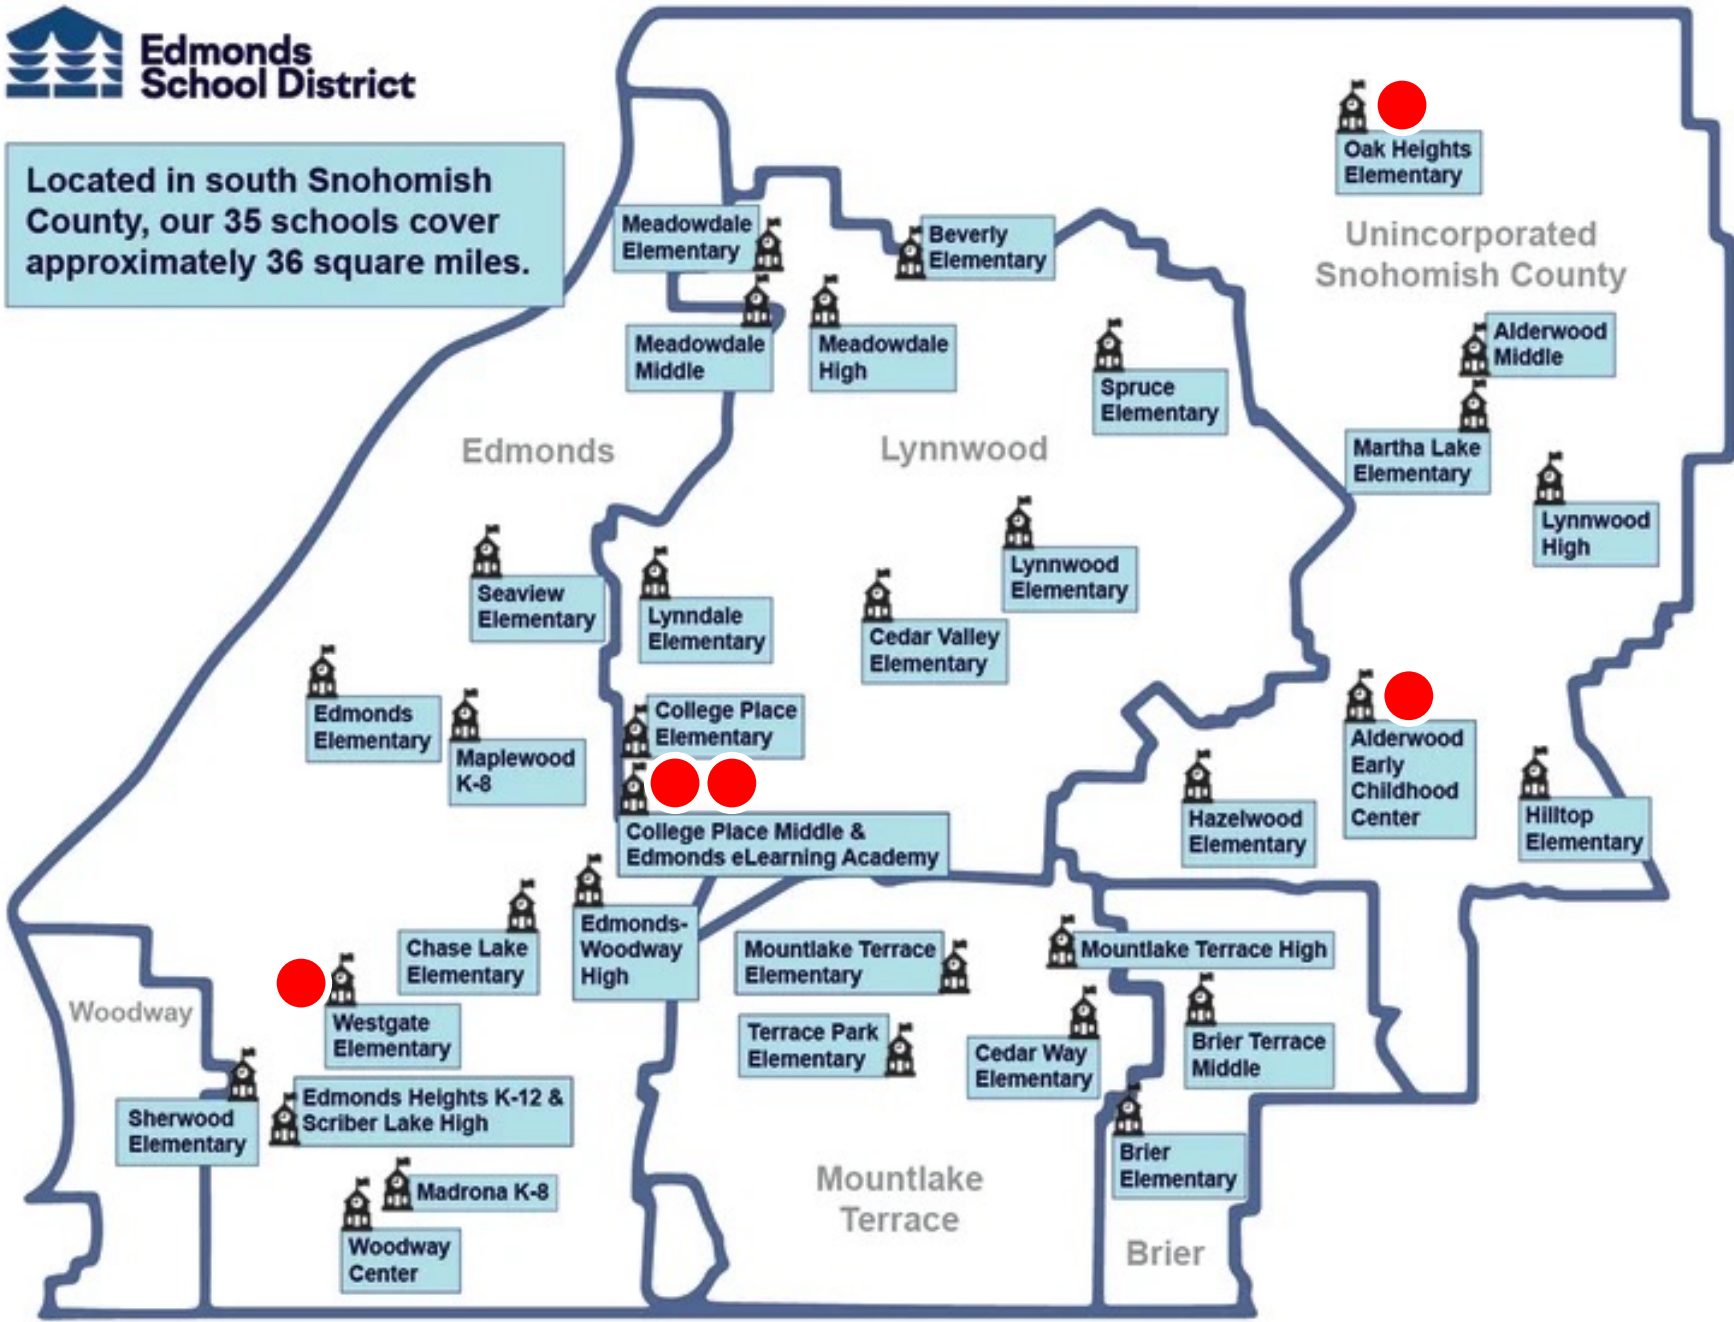 Edmonds
School District
Located in south Snohomish
County, our 35 schools cover
approximately 36 square miles.
Oak Heights
Elementary
Unincorporated
Snohomish County
Meadowdale
Elementary
Beverly
Elementary
Meadowdale
Middle
Meadowdale
High
Spruce
Elementary
Alderwood
Middle
Martha Lake
Elementary
Lynnwood
High
Edmonds
Lynnwood
Seaview
Elementary
Lynndale
Elementary
Cedar Valley
Elementary
Lynnwood
Elementary
Edmonds
Elementary
Maplewood
K-8
College Place
Elementary
College Place Middle &
Edmonds eLearning Academy
Hazelwood
Elementary
Alderwood
Early
Childhood
Center
Hilltop
Elementary
Chase Lake
Elementary
Edmonds-
Woodway
High
Mountlake Terrace
Elementary
Mountlake Terrace High
Woodway
Westgate
Elementary
Terrace Park
Elementary
Cedar Way
Elementary
Brier Terrace
Middle
Sherwood
Elementary
Edmonds Heights K-12 &
Scriber Lake High
Brier
Elementary
Madrona K-8
Woodway
Center
Mountlake
Terrace
Brier